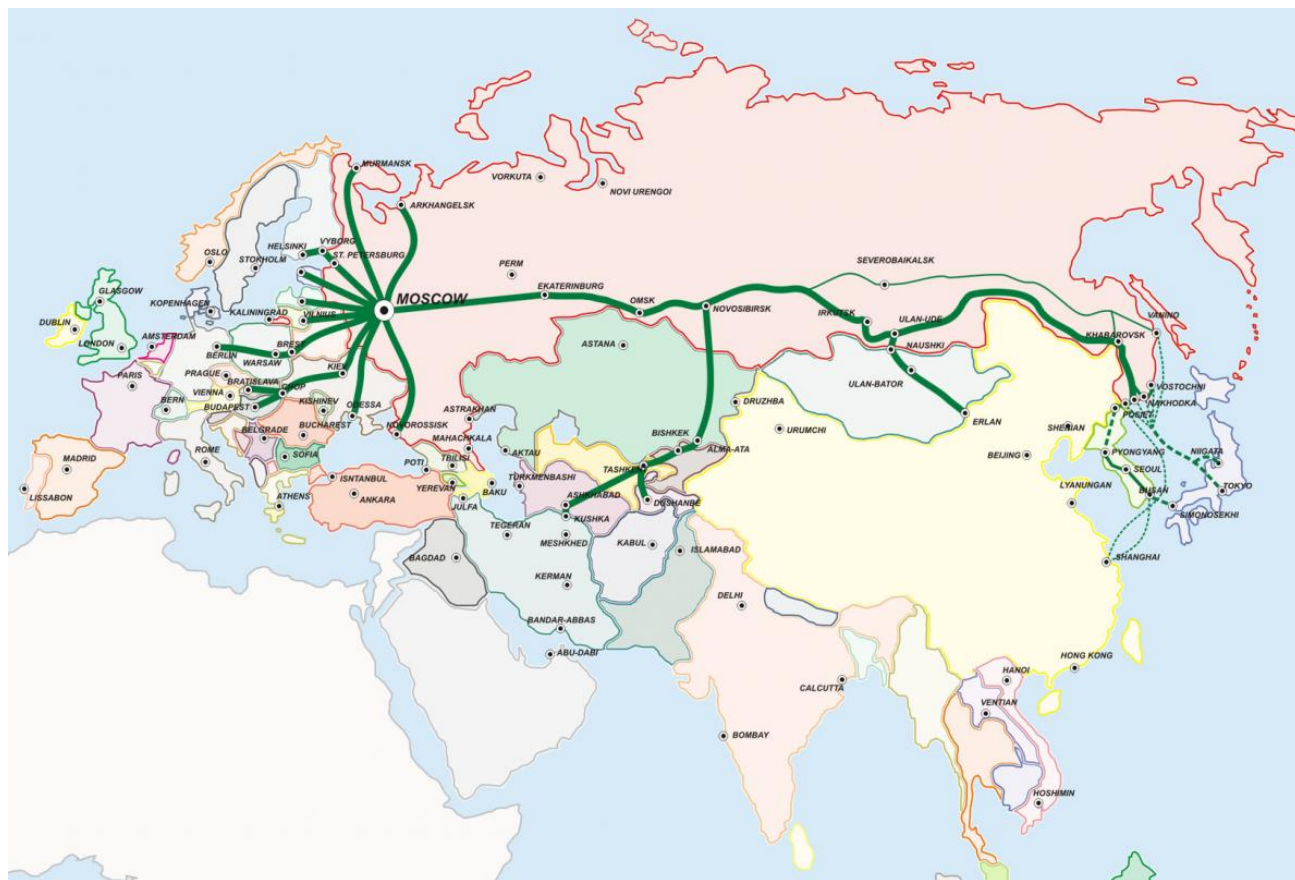 MURMANSK
VORKUTA
NOVI URENGOI
ARKHANGELSK
HELSINKI
VYBORG
ST. PETERSBURG
OSLO
STOKHOLM
PERM
SEVEROBAIKALSK
GLASGOW
KOPENHAGEN
MOSCOW
EKATERINBURG
OMSK
NOVOSIBIRSK
IRKUTSK
ULAN-UDE
VANINO
KALININGRAD
VILNIUS
DUBLIN
LONDON
AMSTERDAM
BERLIN
WARSAW
BREST
ASTANA
NAUSHKI
KHABAROVSK
PARIS
PRAGUE
BRATISLAVA
CHOP
KIEV
ULAN-BATOR
VOSTOCHNI
NAKHODKA
BERN
VIENNA
BUDAPEST
KISHINEV
ODESSA
DRUZHBA
POSIET
BELGRADE
BUCHAREST
NOVOROSSISK
ASTRAKHAN
ERLAN
URUMCHI
SHENIAN
MADRID
ROME
SOFIA
MAHACHKALA
BISHKEK
ALMA-ATA
BEIJING
PYONGYANG
NIIGATA
POTI
TBILISI
AKTAU
TASHKENT
SEOUL
LISSABON
ISNTANBUL
ANKARA
YEREVAN
BAKU
TÜRKMENBASHI
ATHENS
JULFA
ASHKHABAD
DUSHANBE
LYANUNGAN
BUSAN
TOKYO
TEGERAN
KUSHKA
SIMONOSEKHI
MESHKHED
KABUL
ISLAMABAD
BAGDAD
SHANGHAI
KERMAN
DELHI
BANDAR-ABBAS
ABU-DABI
HONG KONG
HANOI
CALCUTTA
VENTIAN
BOMBAY
HOSHIMIN